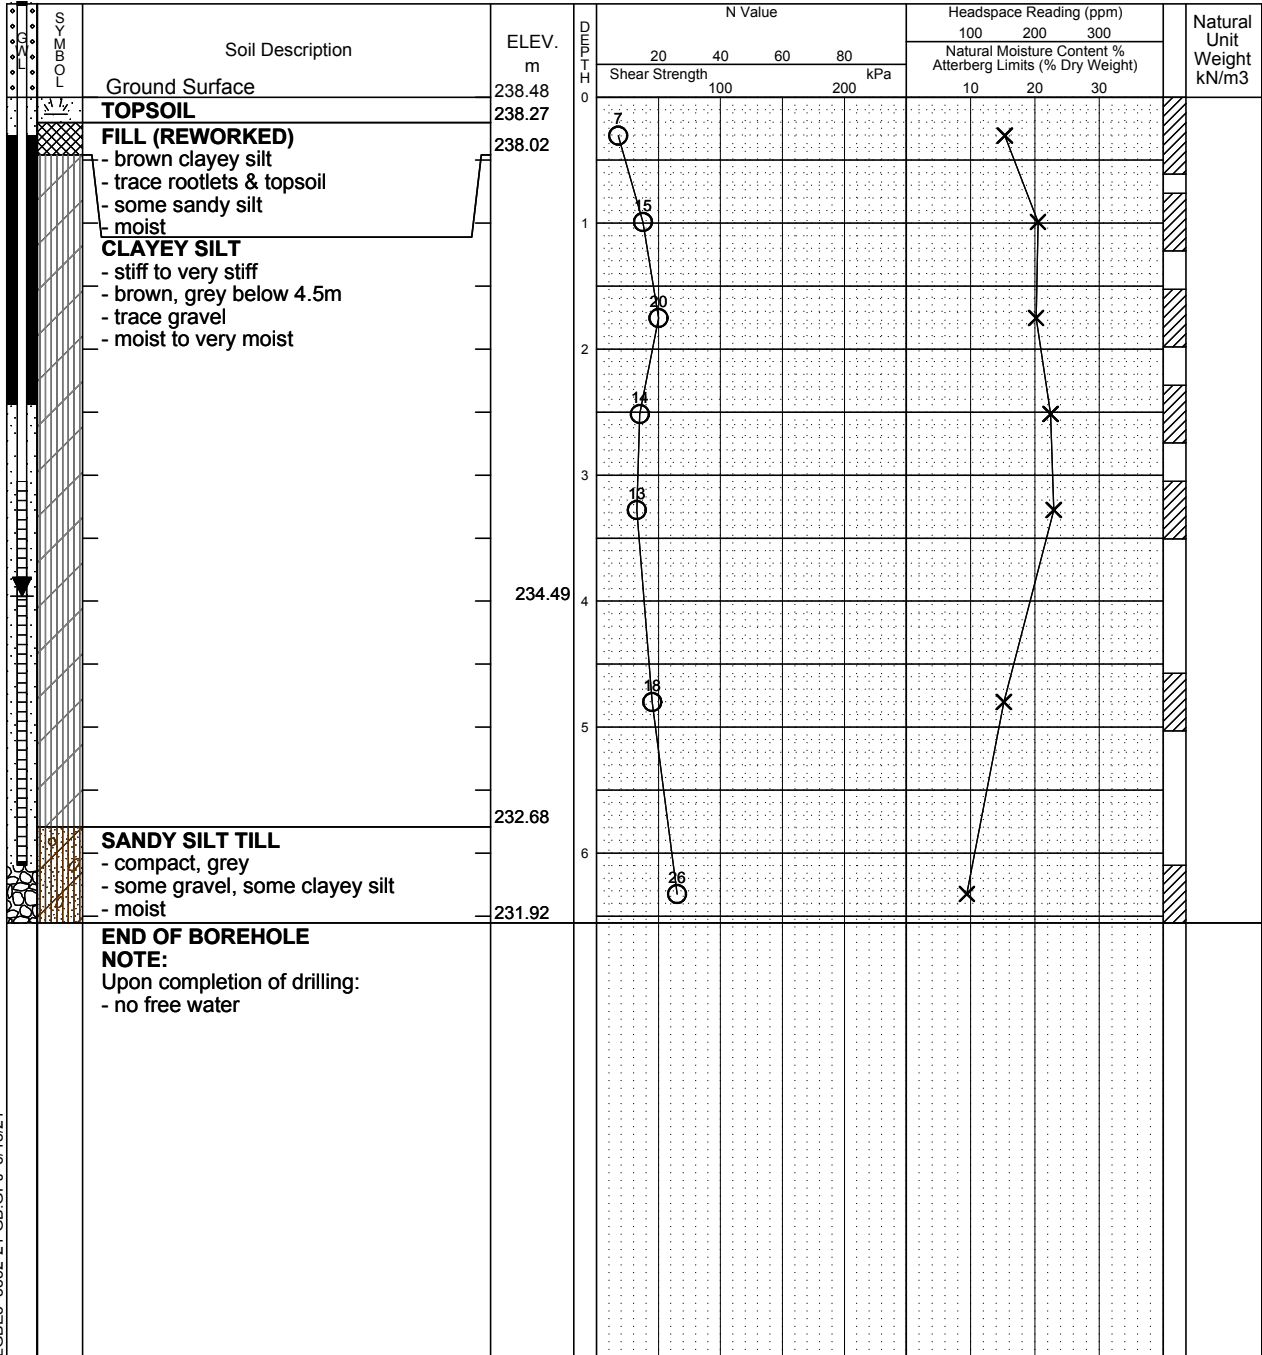 GWL
SYMBOL
Soil Description
ELEV.
m
DEPTH
N Value
20 40 60 80
Shear Strength kPa
100 200
Headspace Reading (ppm)
100 200 300
Natural Moisture Content %
Atterberg Limits (% Dry Weight)
10 20 30
Natural
Unit
Weight
kN/m3
Ground Surface
238.48
0
TOPSOIL
238.27
FILL (REWORKED)
238.02
- brown clayey silt
- trace rootlets & topsoil
- some sandy silt
- moist
CLAYEY SILT
- stiff to very stiff
- brown, grey below 4.5m
- trace gravel
- moist to very moist
7
15
1
20
2
14
3
13
234.49
4
18
5
232.68
SANDY SILT TILL
- compact, grey
- some gravel, some clayey silt
- moist
6
26
231.92
END OF BOREHOLE
NOTE:
Upon completion of drilling:
- no free water